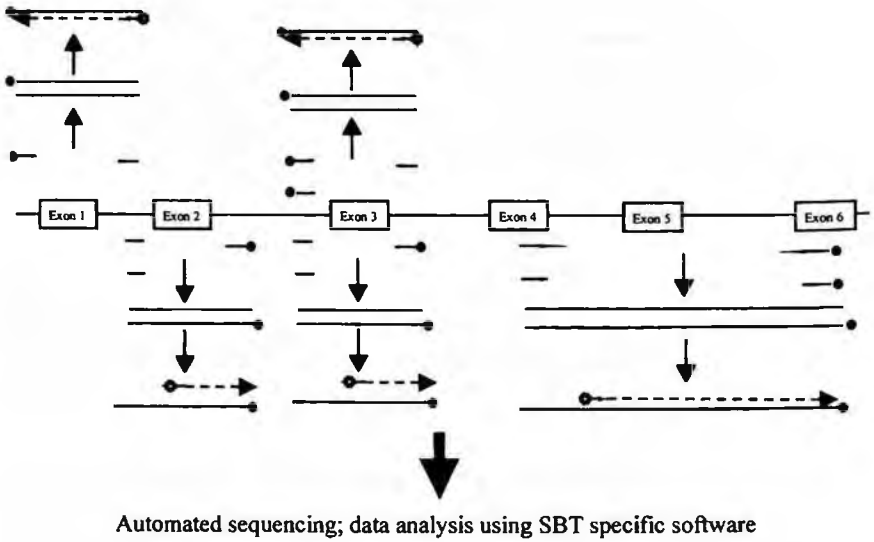 Exon 1
Exon 2
Exon 3
Exon 4
Exon 5
Exon 6
Automated sequencing; data analysis using SBT specific software